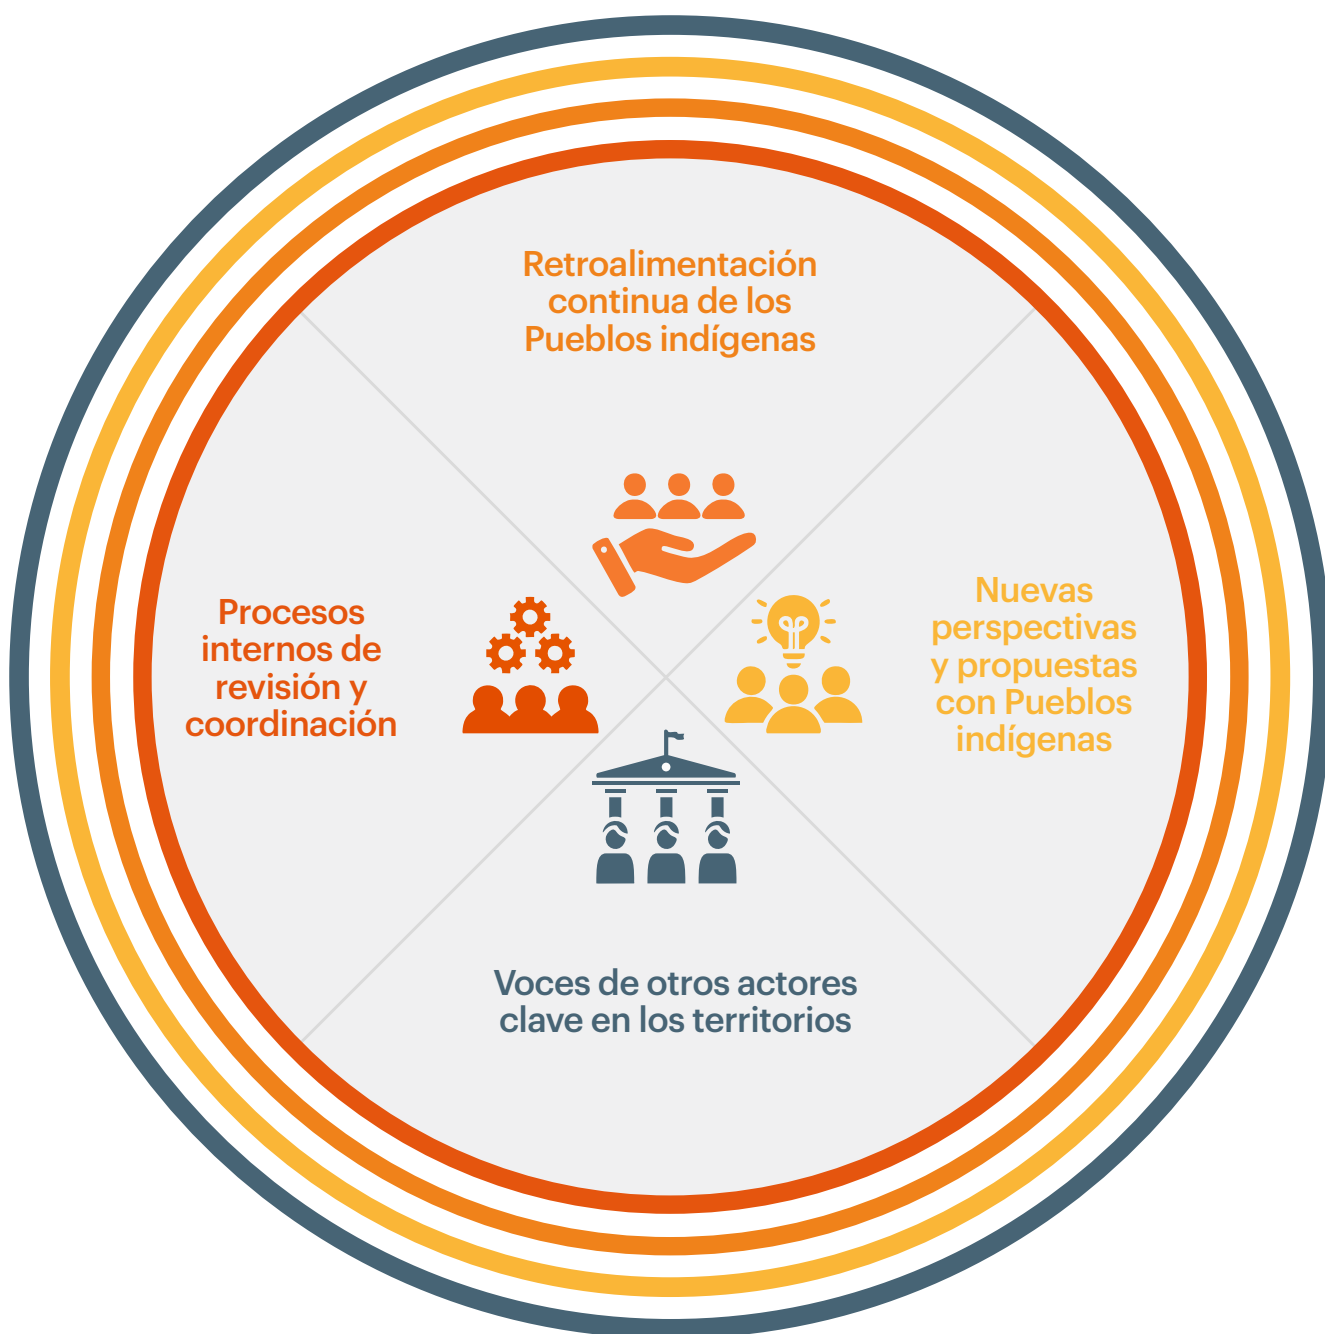 Retroalimentación
continua de los
Pueblos indígenas
Procesos
internos de
revisión y
coordinación
Nuevas
perspectivas
y propuestas
con Pueblos
indígenas
Voces de otros actores
clave en los territorios